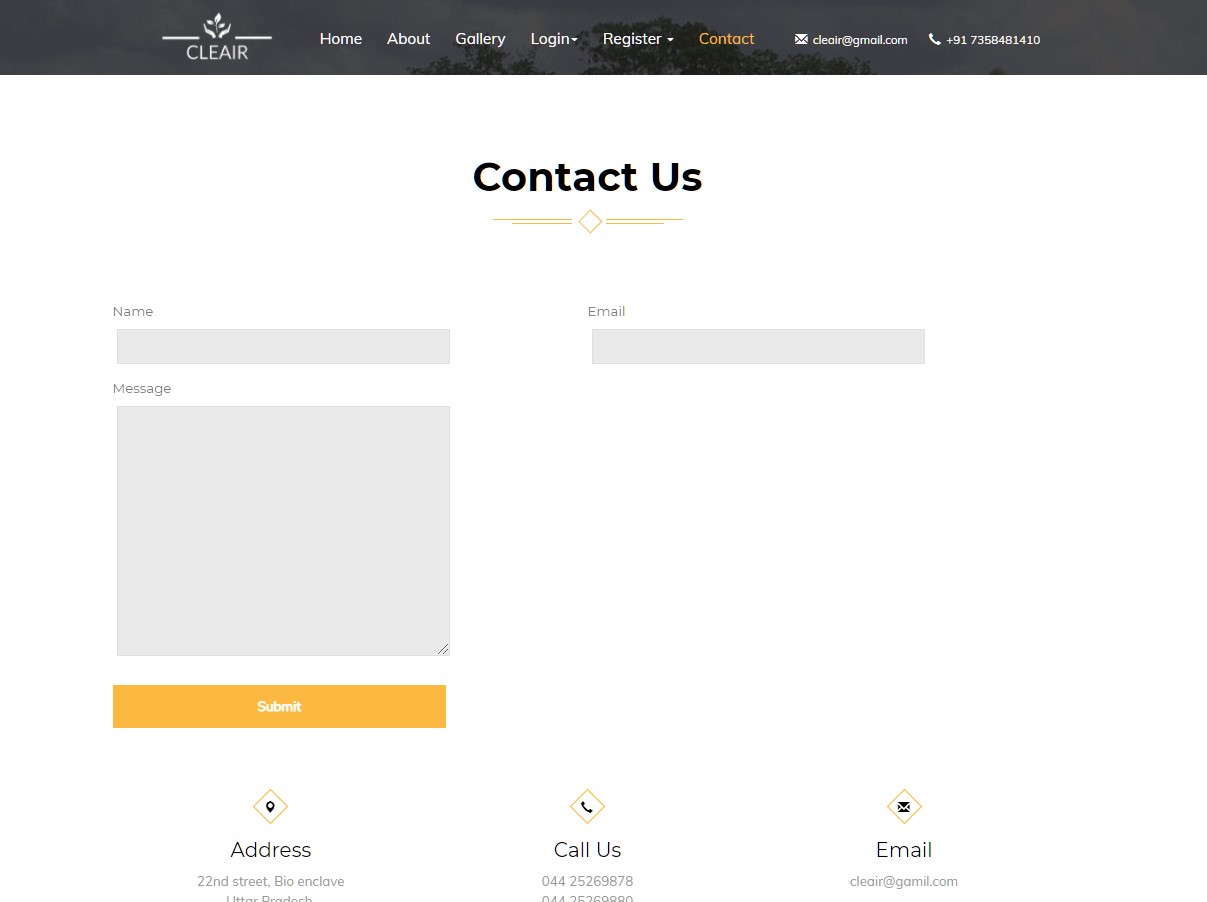 CLEAIR
Home About Gallery Login Register Contact cleair@gmail.com +91 7358481410
Contact Us
Name Email
Message
Submit
Address Call Us Email
22nd street, Bio enclave 044 25269878 cleair@gamil.com
Uttar Pradesh 044 25269880